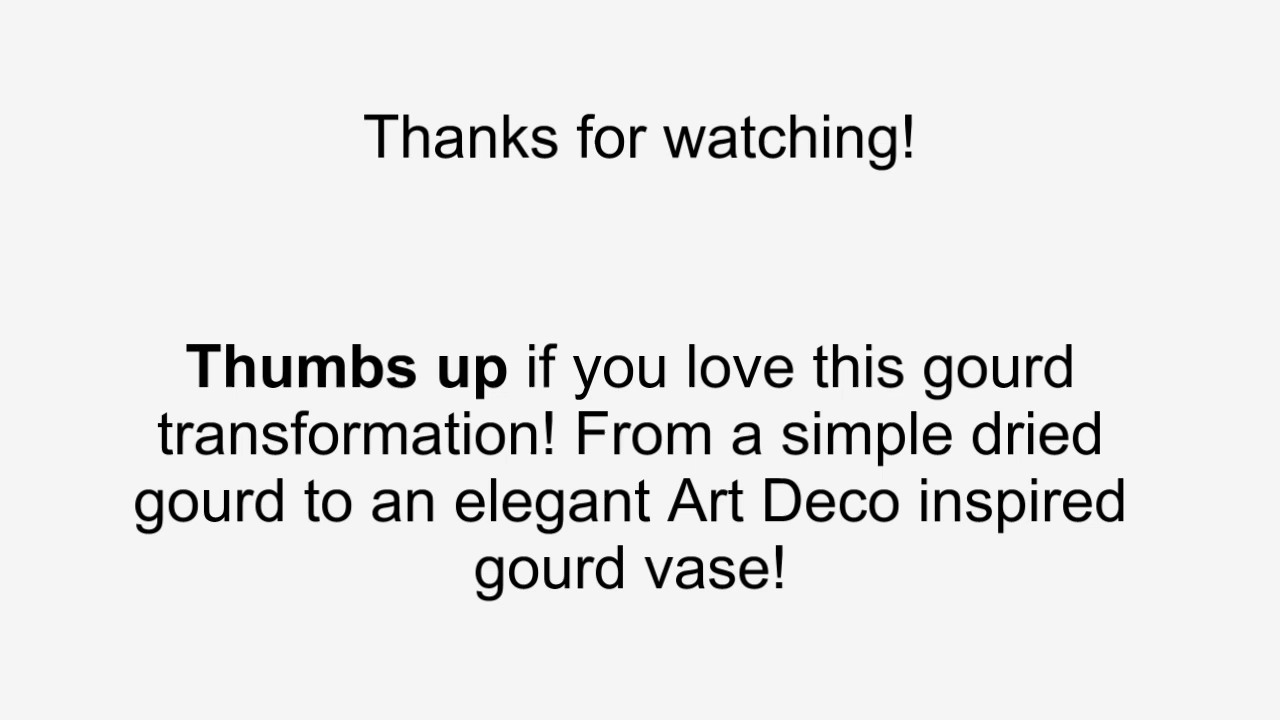 Thanks for watching!
Thumbs up if you love this gourd
transformation! From a simple dried
gourd to an elegant Art Deco inspired
gourd vase!